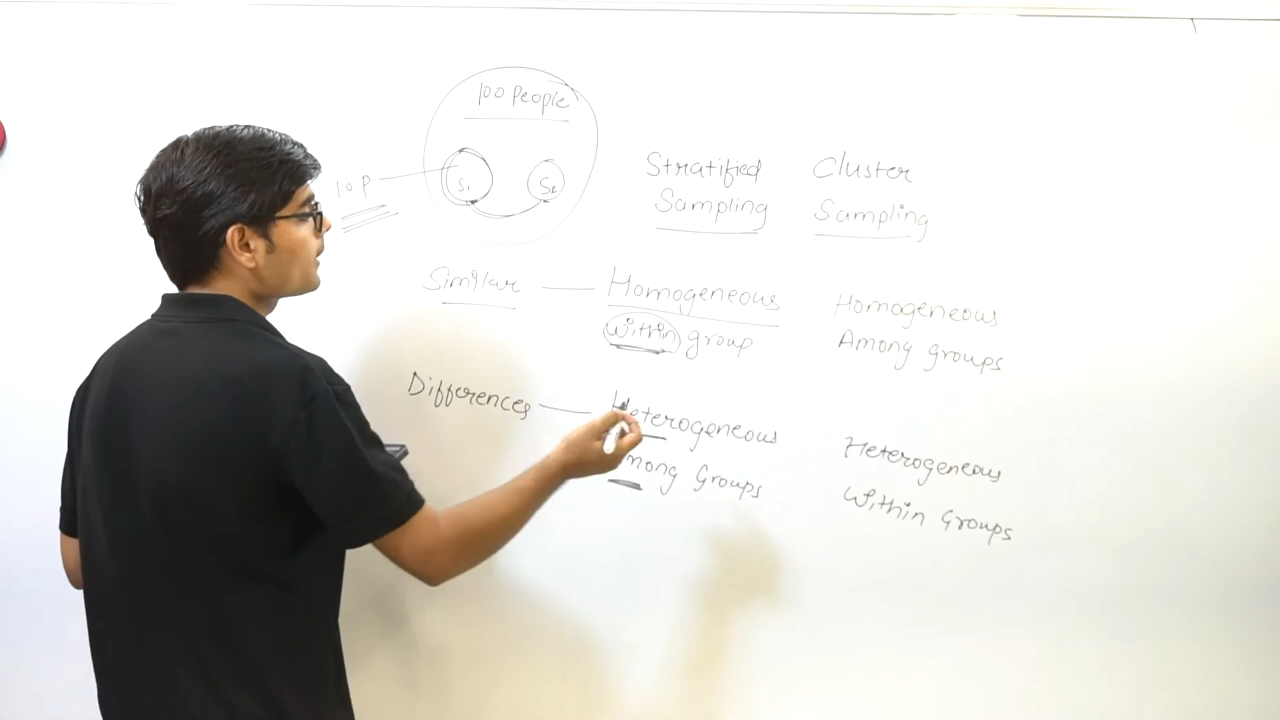 100 People
10 P
S1
S2
Stratified Sampling
Cluster Sampling
Similar — Homogeneous within group
Homogeneous Among groups
Differences — Heterogeneous Among Groups
Heterogeneous Within Groups